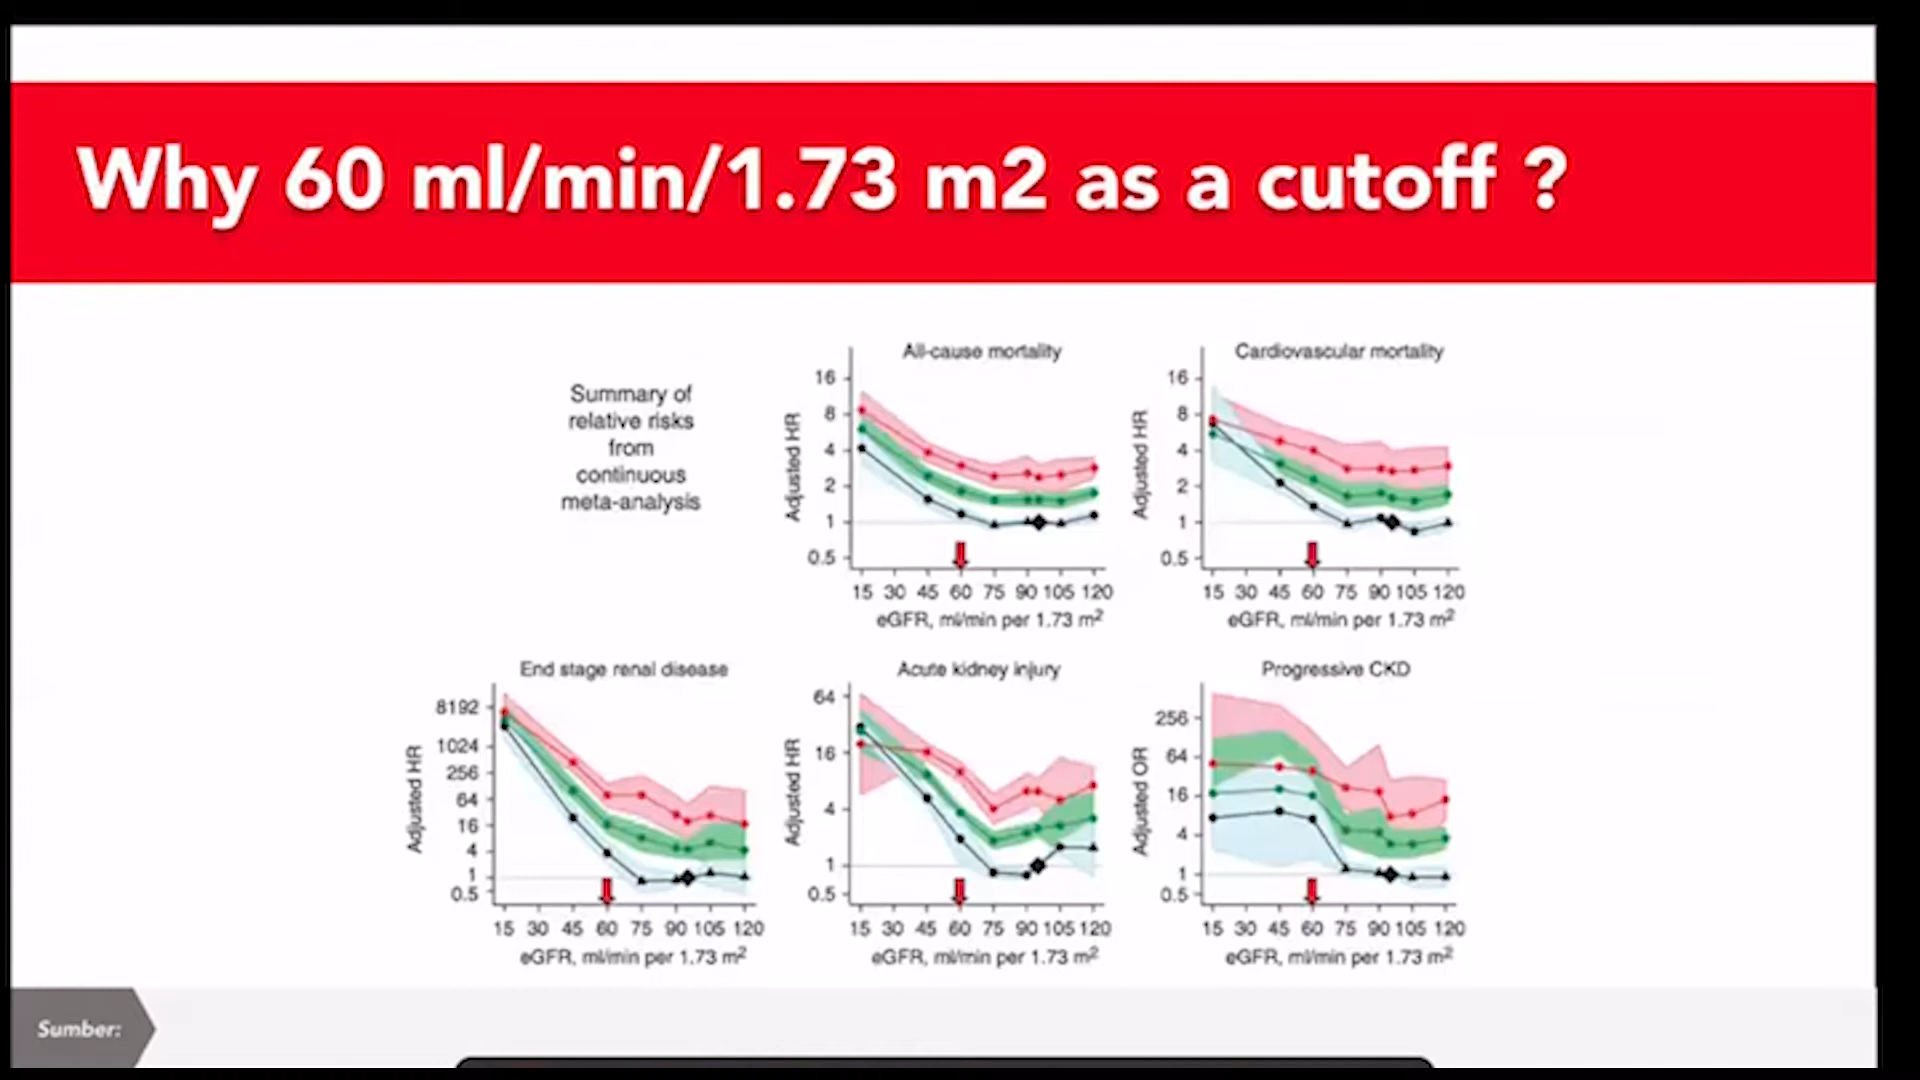 Why 60 ml/min/1.73 m2 as a cutoff ?
Summary of
relative risks
from
continuous
meta-analysis
All-cause mortality
Adjusted HR
16
8
4
2
1
0.5
15 30 45 60 75 90 105 120
eGFR, ml/min per 1.73 m²
Cardiovascular mortality
Adjusted HR
16
8
4
2
1
0.5
15 30 45 60 75 90 105 120
eGFR, ml/min per 1.73 m²
End stage renal disease
Adjusted HR
8192
1024
256
64
16
4
1
0.5
15 30 45 60 75 90 105 120
eGFR, ml/min per 1.73 m²
Acute kidney injury
Adjusted HR
64
16
4
1
0.5
15 30 45 60 75 90 105 120
eGFR, ml/min per 1.73 m²
Progressive CKD
Adjusted OR
256
64
16
4
1
0.5
15 30 45 60 75 90 105 120
eGFR, ml/min per 1.73 m²
Sumber: